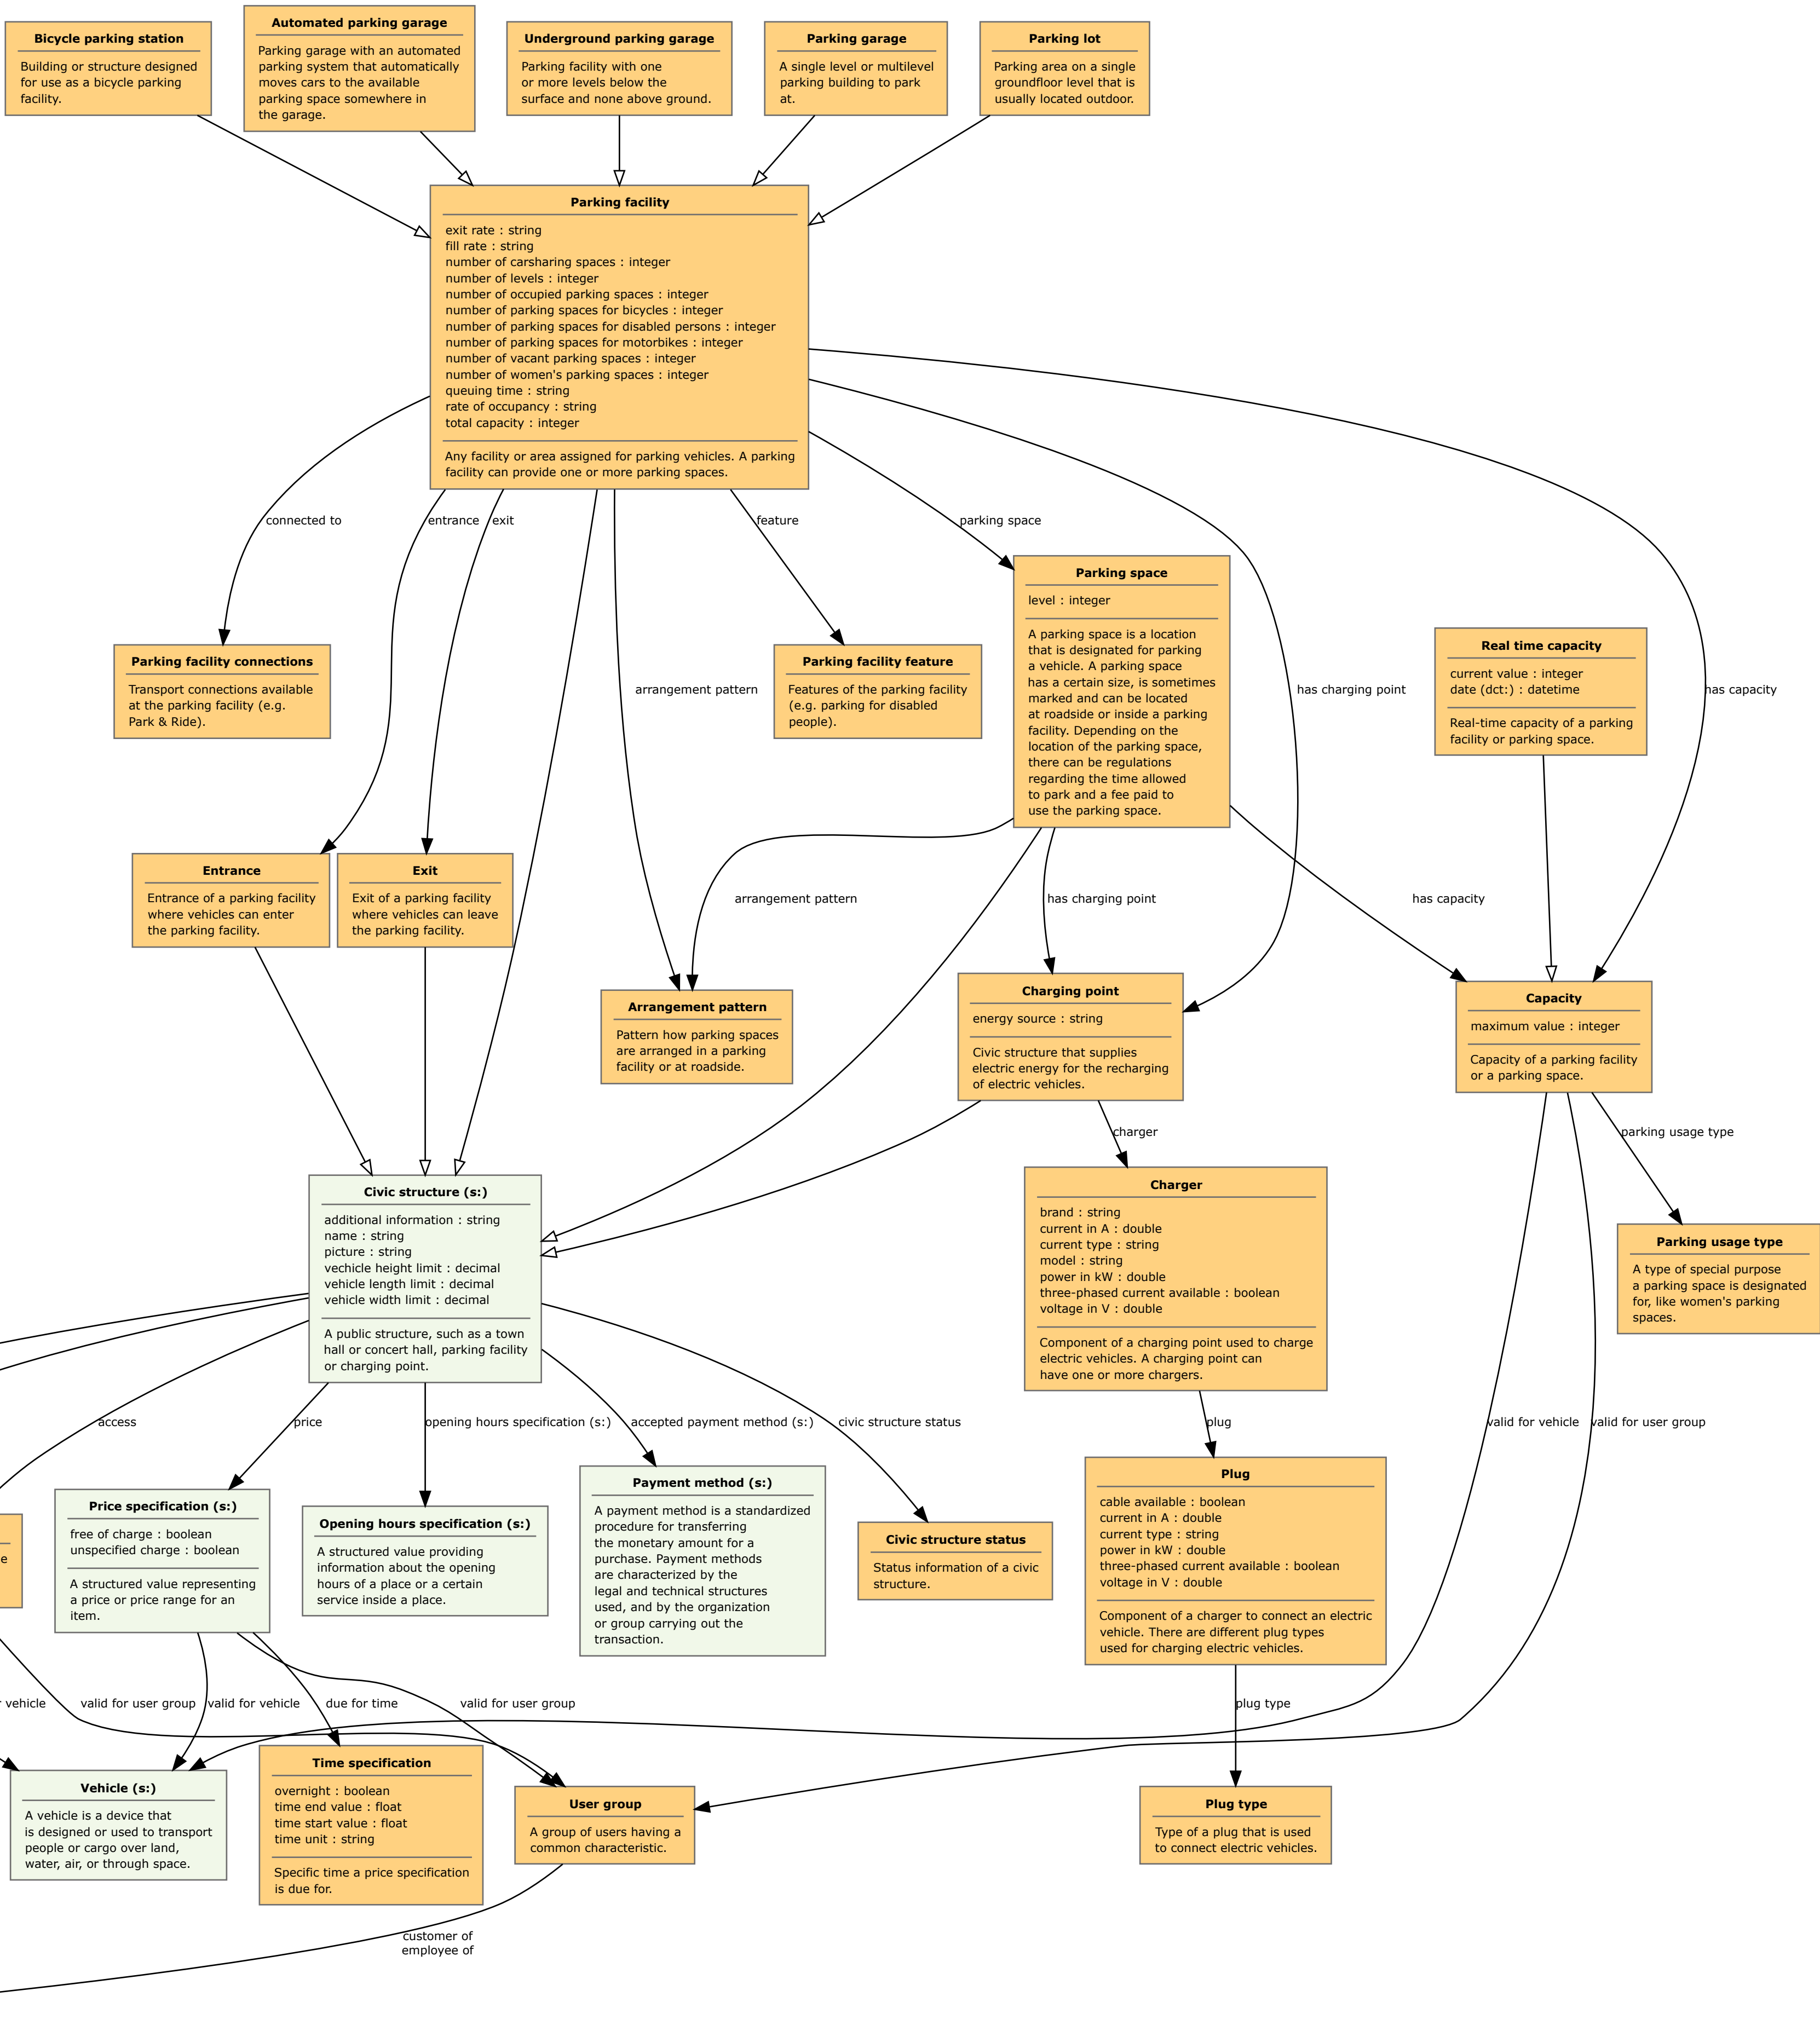 Bicycle parking station
Building or structure designed
for use as a bicycle parking
facility.
Automated parking garage
Parking garage with an automated
parking system that automatically
moves cars to the available
parking space somewhere in
the garage.
Underground parking garage
Parking facility with one
or more levels below the
surface and none above ground.
Parking garage
A single level or multilevel
parking building to park
at.
Parking lot
Parking area on a single
groundfloor level that is
usually located outdoor.
Parking facility
exit rate : string
fill rate : string
number of carsharing spaces : integer
number of levels : integer
number of occupied parking spaces : integer
number of parking spaces for bicycles : integer
number of parking spaces for disabled persons : integer
number of parking spaces for motorbikes : integer
number of vacant parking spaces : integer
number of women's parking spaces : integer
queuing time : string
rate of occupancy : string
total capacity : integer
Any facility or area assigned for parking vehicles. A parking
facility can provide one or more parking spaces.
connected to
entrance
exit
feature
parking space
Parking space
level : integer
A parking space is a location
that is designated for parking
a vehicle. A parking space
has a certain size, is sometimes
marked and can be located
at roadside or inside a parking
facility. Depending on the
location of the parking space,
there can be regulations
regarding the time allowed
to park and a fee paid to
use the parking space.
Parking facility connections
Transport connections available
at the parking facility (e.g.
Park & Ride).
arrangement pattern
Parking facility feature
Features of the parking facility
(e.g. parking for disabled
people).
has charging point
Real time capacity
current value : integer
date (dct:) : datetime
Real-time capacity of a parking
facility or parking space.
has capacity
Entrance
Entrance of a parking facility
where vehicles can enter
the parking facility.
Exit
Exit of a parking facility
where vehicles can leave
the parking facility.
arrangement pattern
has charging point
has capacity
Arrangement pattern
Pattern how parking spaces
are arranged in a parking
facility or at roadside.
Charging point
energy source : string
Civic structure that supplies
electric energy for the recharging
of electric vehicles.
Capacity
maximum value : integer
Capacity of a parking facility
or a parking space.
charger
parking usage type
Civic structure (s:)
additional information : string
name : string
picture : string
vechicle height limit : decimal
vehicle length limit : decimal
vehicle width limit : decimal
A public structure, such as a town
hall or concert hall, parking facility
or charging point.
Charger
brand : string
current in A : double
current type : string
model : string
power in kW : double
three-phased current available : boolean
voltage in V : double
Component of a charging point used to charge
electric vehicles. A charging point can
have one or more chargers.
Parking usage type
A type of special purpose
a parking space is designated
for, like women's parking
spaces.
access
price
opening hours specification (s:)
accepted payment method (s:)
civic structure status
plug
valid for vehicle
valid for user group
e
Price specification (s:)
free of charge : boolean
unspecified charge : boolean
A structured value representing
a price or price range for an
item.
Opening hours specification (s:)
A structured value providing
information about the opening
hours of a place or a certain
service inside a place.
Payment method (s:)
A payment method is a standardized
procedure for transferring
the monetary amount for a
purchase. Payment methods
are characterized by the
legal and technical structures
used, and by the organization
or group carrying out the
transaction.
Civic structure status
Status information of a civic
structure.
Plug
cable available : boolean
current in A : double
current type : string
power in kW : double
three-phased current available : boolean
voltage in V : double
Component of a charger to connect an electric
vehicle. There are different plug types
used for charging electric vehicles.
vehicle
valid for user group
valid for vehicle
due for time
valid for user group
plug type
Vehicle (s:)
A vehicle is a device that
is designed or used to transport
people or cargo over land,
water, air, or through space.
Time specification
overnight : boolean
time end value : float
time start value : float
time unit : string
Specific time a price specification
is due for.
User group
A group of users having a
common characteristic.
Plug type
Type of a plug that is used
to connect electric vehicles.
customer of
employee of